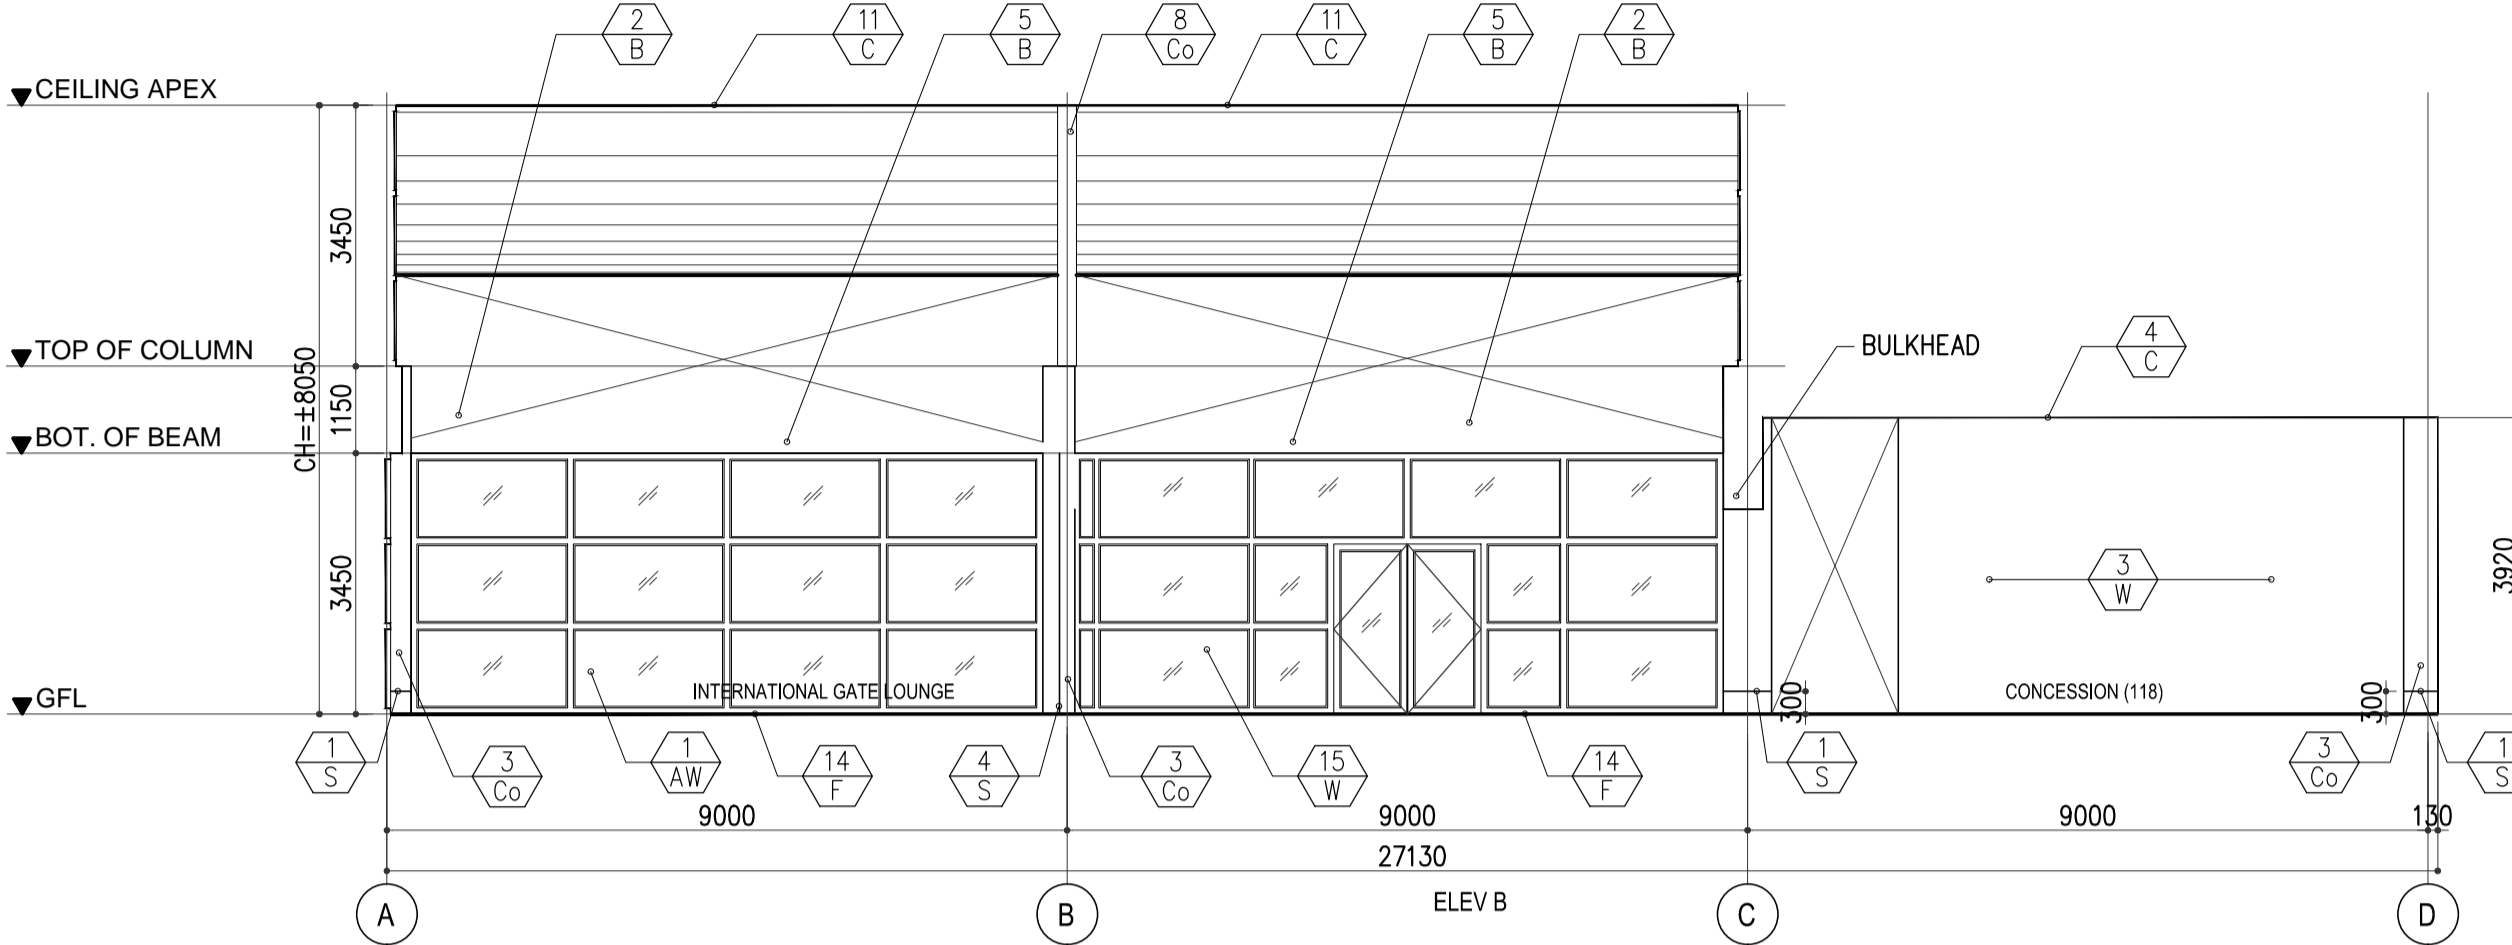 2
B
11
C
5
B
8
Co
11
C
5
B
2
B
CEILING APEX
3450
TOP OF COLUMN
CH=±8050
1150
BULKHEAD
4
C
BOT. OF BEAM
3450
3
W
3920
GFL
INTERNATIONAL GATE LOUNGE
300
CONCESSION (118)
300
1
S
3
Co
1
AW
14
F
4
S
3
Co
15
W
14
F
1
S
3
Co
1
S
9000
9000
9000
130
27130
A
B
ELEV B
C
D